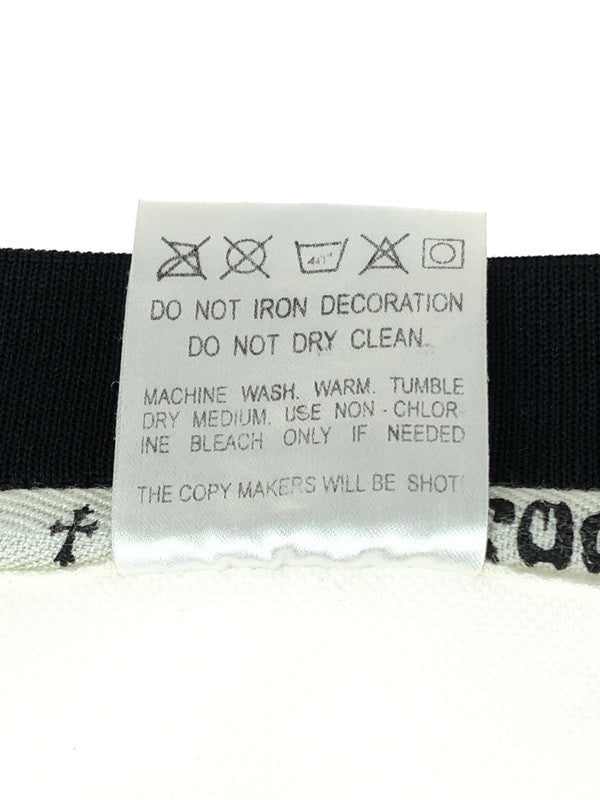 40°
DO NOT IRON DECORATION
DO NOT DRY CLEAN.
MACHINE WASH. WARM. TUMBLE
DRY MEDIUM. USE NON - CHLOR-
INE BLEACH ONLY IF NEEDED
THE COPY MAKERS WILL BE SHOT!